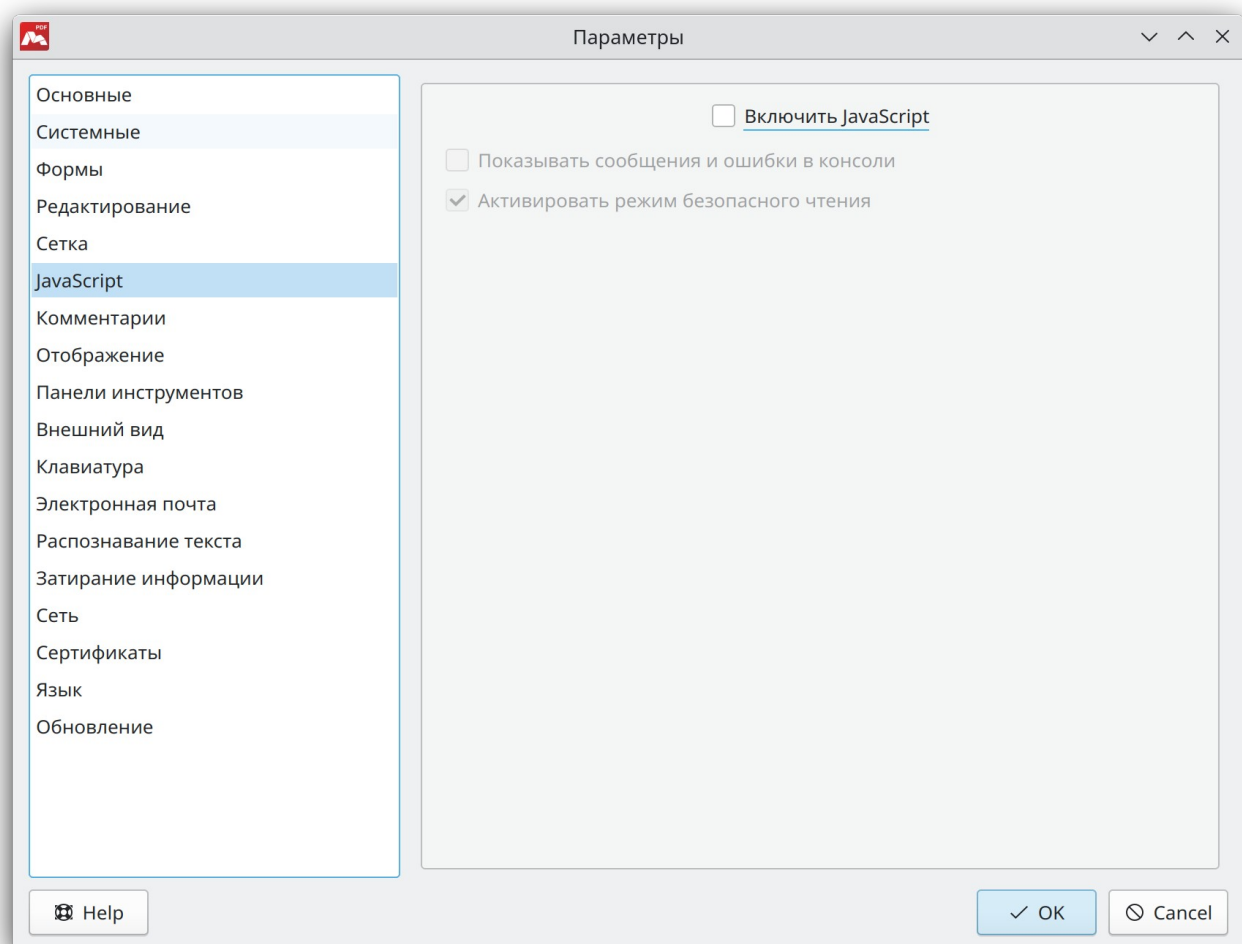 PDF
Параметры
Основные
Системные
Формы
Редактирование
Сетка
JavaScript
Комментарии
Отображение
Панели инструментов
Внешний вид
Клавиатура
Электронная почта
Распознавание текста
Затирание информации
Сеть
Сертификаты
Язык
Обновление
Включить JavaScript
Показывать сообщения и ошибки в консоли
Активировать режим безопасного чтения
Help
OK
Cancel